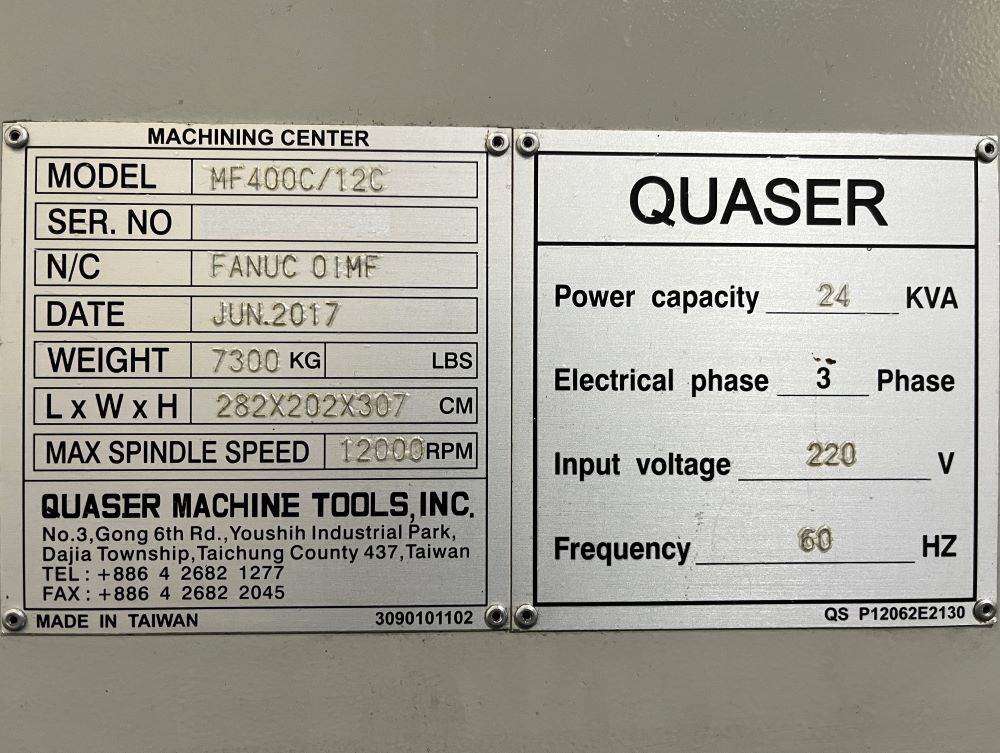 MACHINING CENTER
MODEL MF400C/12C
SER. NO
N/C FANUC OIMF
DATE JUN.2017
WEIGHT 7300 KG LBS
L x W x H 282X202X307 CM
MAX SPINDLE SPEED 12000 RPM
QUASER MACHINE TOOLS, INC.
No.3,Gong 6th Rd.,Youshih Industrial Park,
Dajia Township,Taichung County 437,Taiwan
TEL : +886 4 2682 1277
FAX : +886 4 2682 2045
MADE IN TAIWAN 3090101102
QUASER
Power capacity 24 KVA
Electrical phase 3 Phase
Input voltage 220 V
Frequency 60 HZ
QS P12062E2130